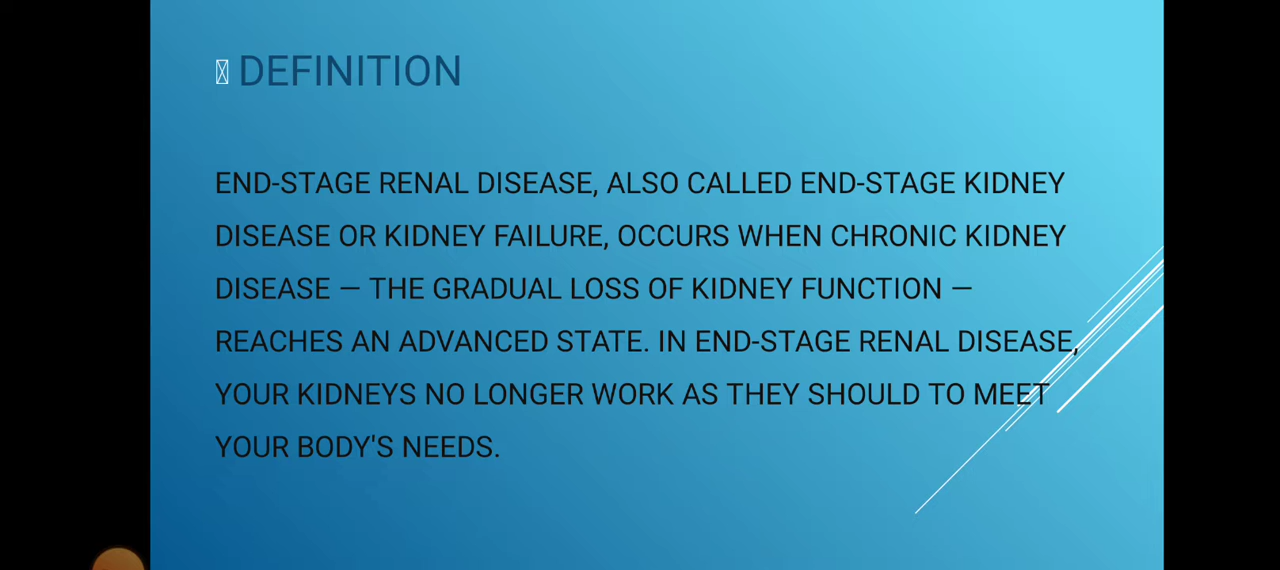 DEFINITION
END-STAGE RENAL DISEASE, ALSO CALLED END-STAGE KIDNEY
DISEASE OR KIDNEY FAILURE, OCCURS WHEN CHRONIC KIDNEY
DISEASE — THE GRADUAL LOSS OF KIDNEY FUNCTION —
REACHES AN ADVANCED STATE. IN END-STAGE RENAL DISEASE,
YOUR KIDNEYS NO LONGER WORK AS THEY SHOULD TO MEET
YOUR BODY'S NEEDS.